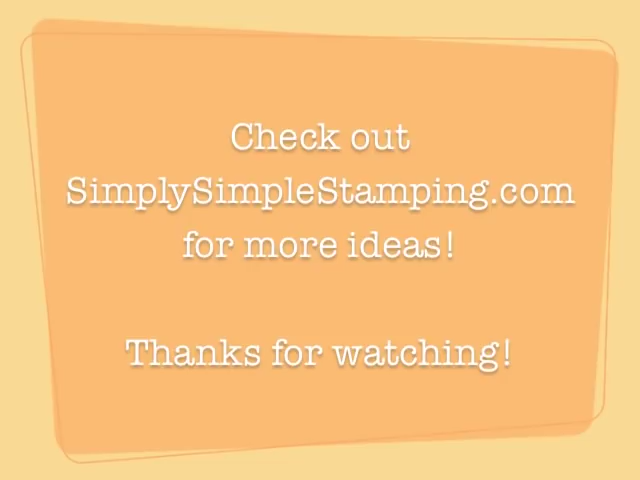 Check out
SimplySimpleStamping.com
for more ideas!
Thanks for watching!